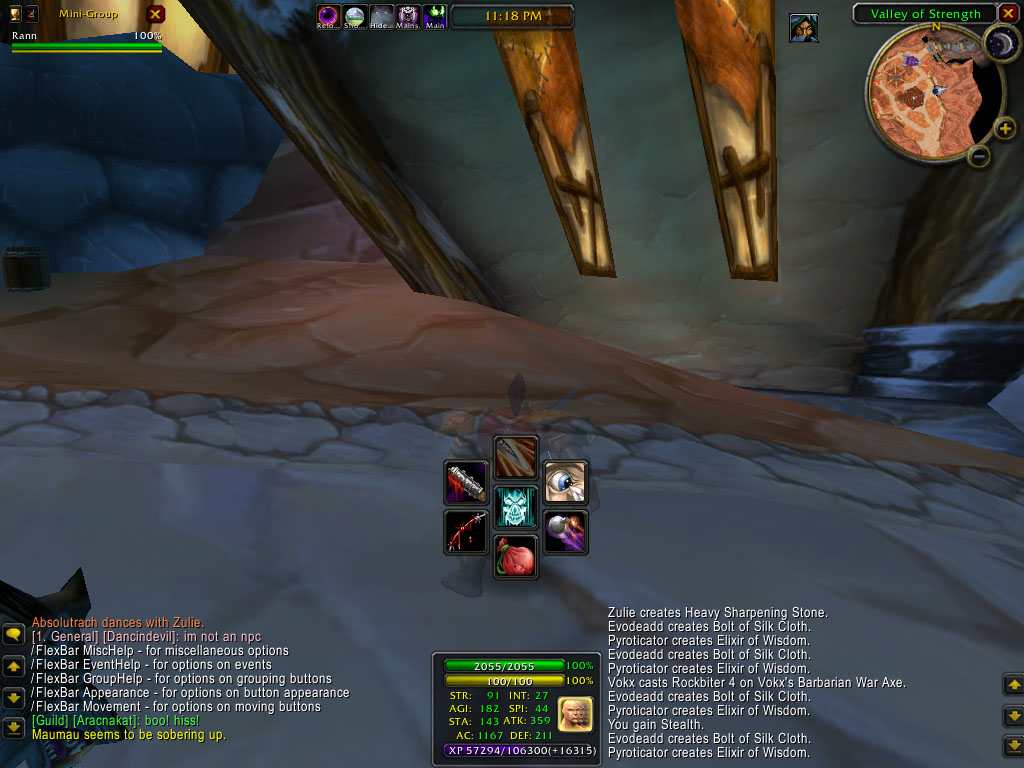 Mini-Group
Rann 100%
Relo... Sho... Hide... Mains. Main
11:18 PM
Valley of Strength
N
Absolutrach dances with Zulie.
[1. General] [Dancindevil]: im not an npc
/FlexBar MiscHelp - for miscellaneous options
/FlexBar EventHelp - for options on events
/FlexBar GroupHelp - for options on grouping buttons
/FlexBar Appearance - for options on button appearance
/FlexBar Movement - for options on moving buttons
[Guild] [Aracnakat]: boo! hiss!
Maumau seems to be sobering up.
2055/2055 100%
100/100 100%
STR: 91 INT: 27
AGI: 182 SPI: 44
STA: 143 ATK: 359
AC: 1167 DEF: 211
XP 57294/106300(+16315)
Zulie creates Heavy Sharpening Stone.
Evodeadd creates Bolt of Silk Cloth.
Pyroticator creates Elixir of Wisdom.
Evodeadd creates Bolt of Silk Cloth.
Pyroticator creates Elixir of Wisdom.
Vokx casts Rockbiter 4 on Vokx's Barbarian War Axe.
Evodeadd creates Bolt of Silk Cloth.
Pyroticator creates Elixir of Wisdom.
You gain Stealth.
Evodeadd creates Bolt of Silk Cloth.
Pyroticator creates Elixir of Wisdom.